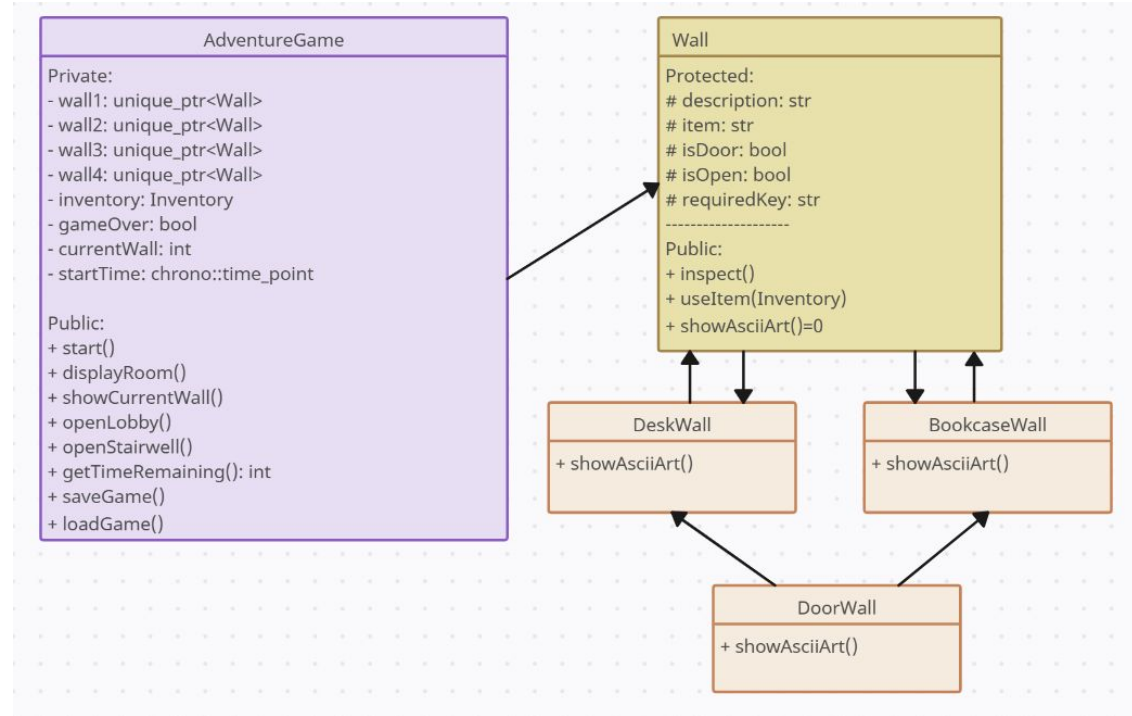 AdventureGame
Private:
- wall1: unique_ptr<Wall>
- wall2: unique_ptr<Wall>
- wall3: unique_ptr<Wall>
- wall4: unique_ptr<Wall>
- inventory: Inventory
- gameOver: bool
- currentWall: int
- startTime: chrono::time_point
Public:
+ start()
+ displayRoom()
+ showCurrentWall()
+ openLobby()
+ openStairwell()
+ getTimeRemaining(): int
+ saveGame()
+ loadGame()
Wall
Protected:
# description: str
# item: str
# isDoor: bool
# isOpen: bool
# requiredKey: str
--------------------
Public:
+ inspect()
+ useItem(Inventory)
+ showAsciiArt()=0
DeskWall
+ showAsciiArt()
BookcaseWall
+ showAsciiArt()
DoorWall
+ showAsciiArt()